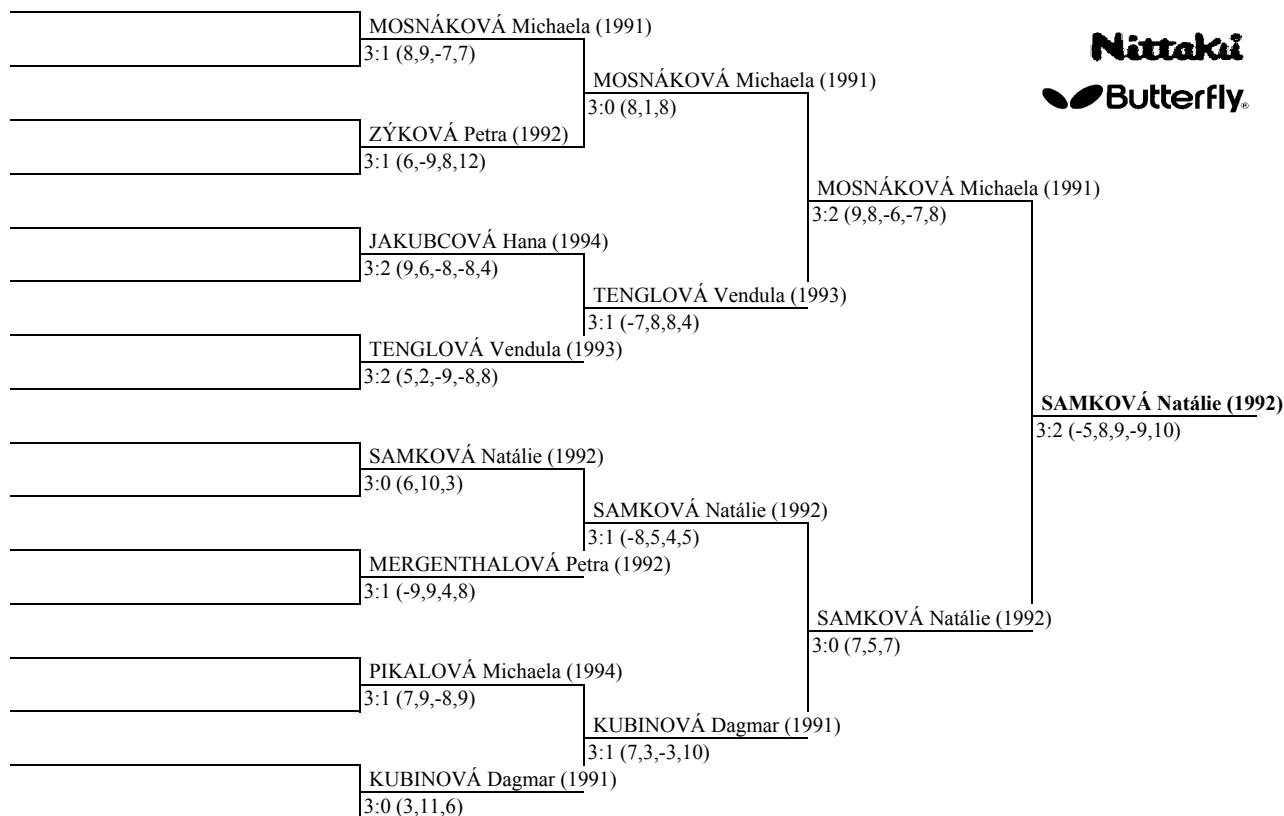 MOSNÁKOVÁ Michaela (1991)
3:1 (8,9,-7,7)
Nittaku
MOSNÁKOVÁ Michaela (1991)
3:0 (8,1,8)
Butterfly®
ZÝKOVÁ Petra (1992)
3:1 (6,-9,8,12)
MOSNÁKOVÁ Michaela (1991)
3:2 (9,8,-6,-7,8)
JAKUBCOVÁ Hana (1994)
3:2 (9,6,-8,-8,4)
TENGLOVÁ Vendula (1993)
3:1 (-7,8,8,4)
TENGLOVÁ Vendula (1993)
3:2 (5,2,-9,-8,8)
SAMKOVÁ Natálie (1992)
3:2 (-5,8,9,-9,10)
SAMKOVÁ Natálie (1992)
3:0 (6,10,3)
SAMKOVÁ Natálie (1992)
3:1 (-8,5,4,5)
MERGENTHALOVÁ Petra (1992)
3:1 (-9,9,4,8)
SAMKOVÁ Natálie (1992)
3:0 (7,5,7)
PIKALOVÁ Michaela (1994)
3:1 (7,9,-8,9)
KUBINOVÁ Dagmar (1991)
3:1 (7,3,-3,10)
KUBINOVÁ Dagmar (1991)
3:0 (3,11,6)